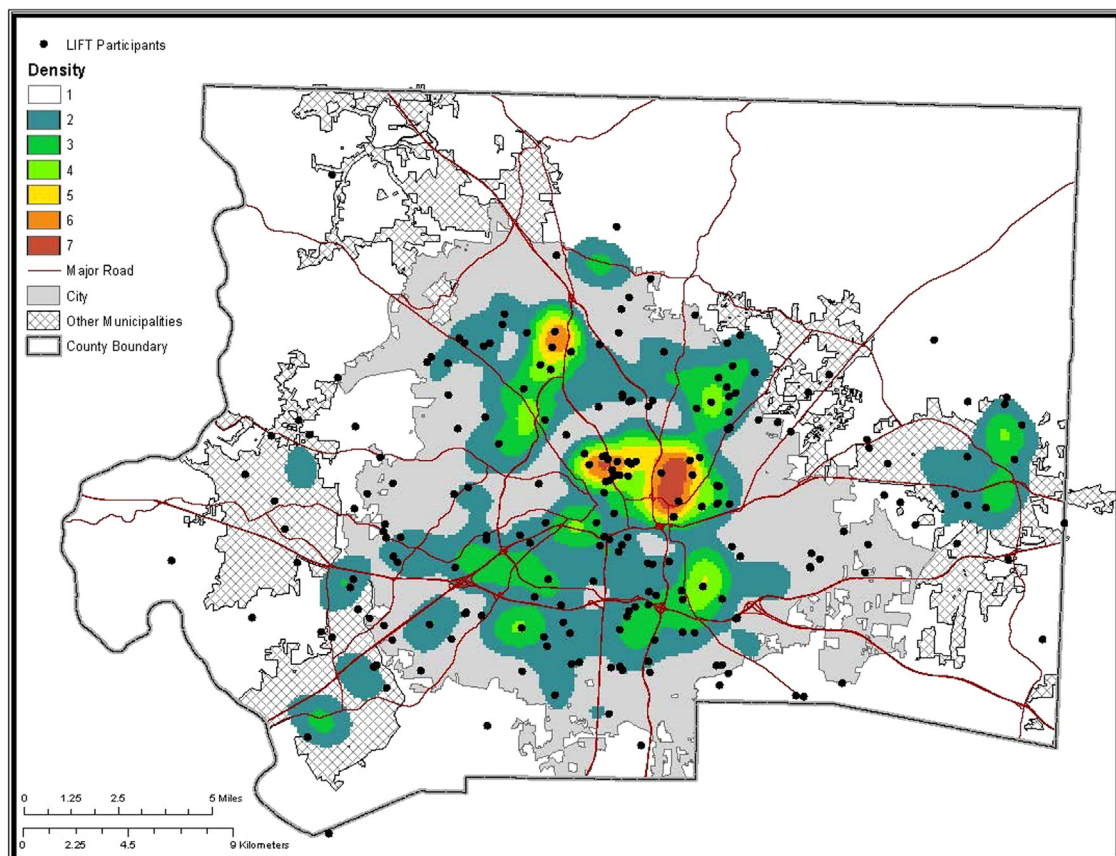 LIFT Participants
Density
1
2
3
4
5
6
7
Major Road
City
Other Municipalities
County Boundary
0 1.25 2.5 5 Miles
0 2.25 4.5 9 Kilometers